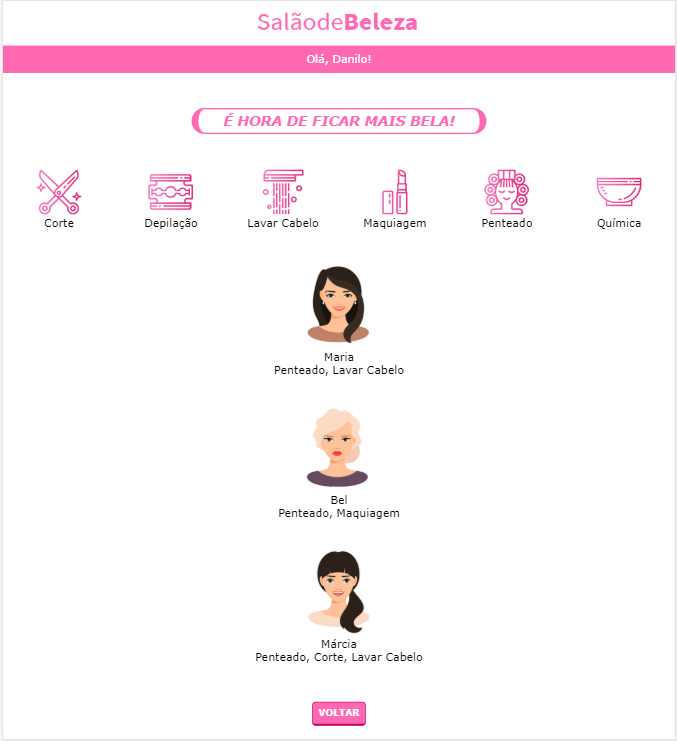 SalãodeBeleza
Olá, Danilo!
É HORA DE FICAR MAIS BELA!
Corte Depilação Lavar Cabelo Maquiagem Penteado Química
Maria
Penteado, Lavar Cabelo
Bel
Penteado, Maquiagem
Márcia
Penteado, Corte, Lavar Cabelo
VOLTAR